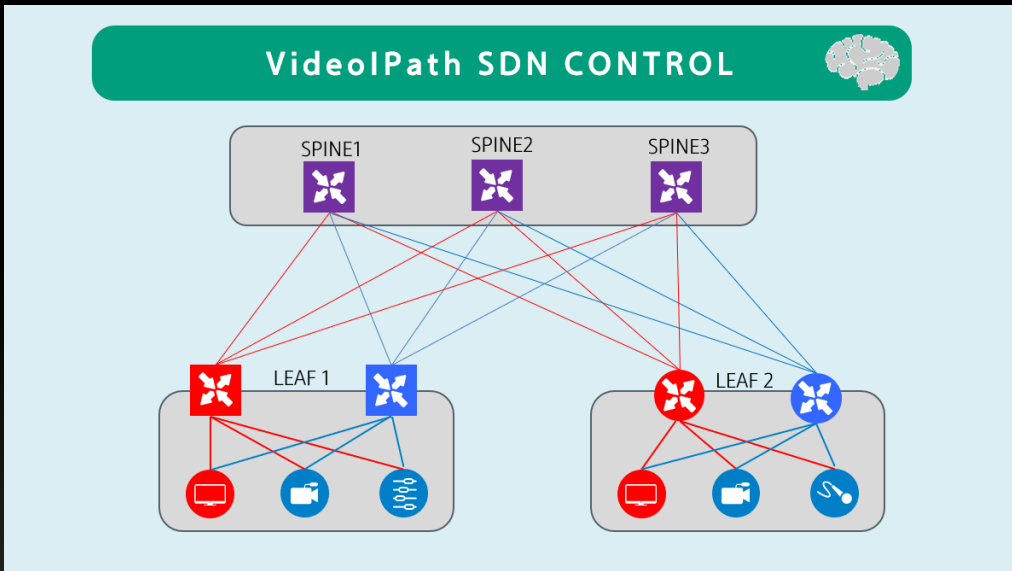 VideoIPath SDN CONTROL
SPINE1
SPINE2
SPINE3
LEAF 1
LEAF 2